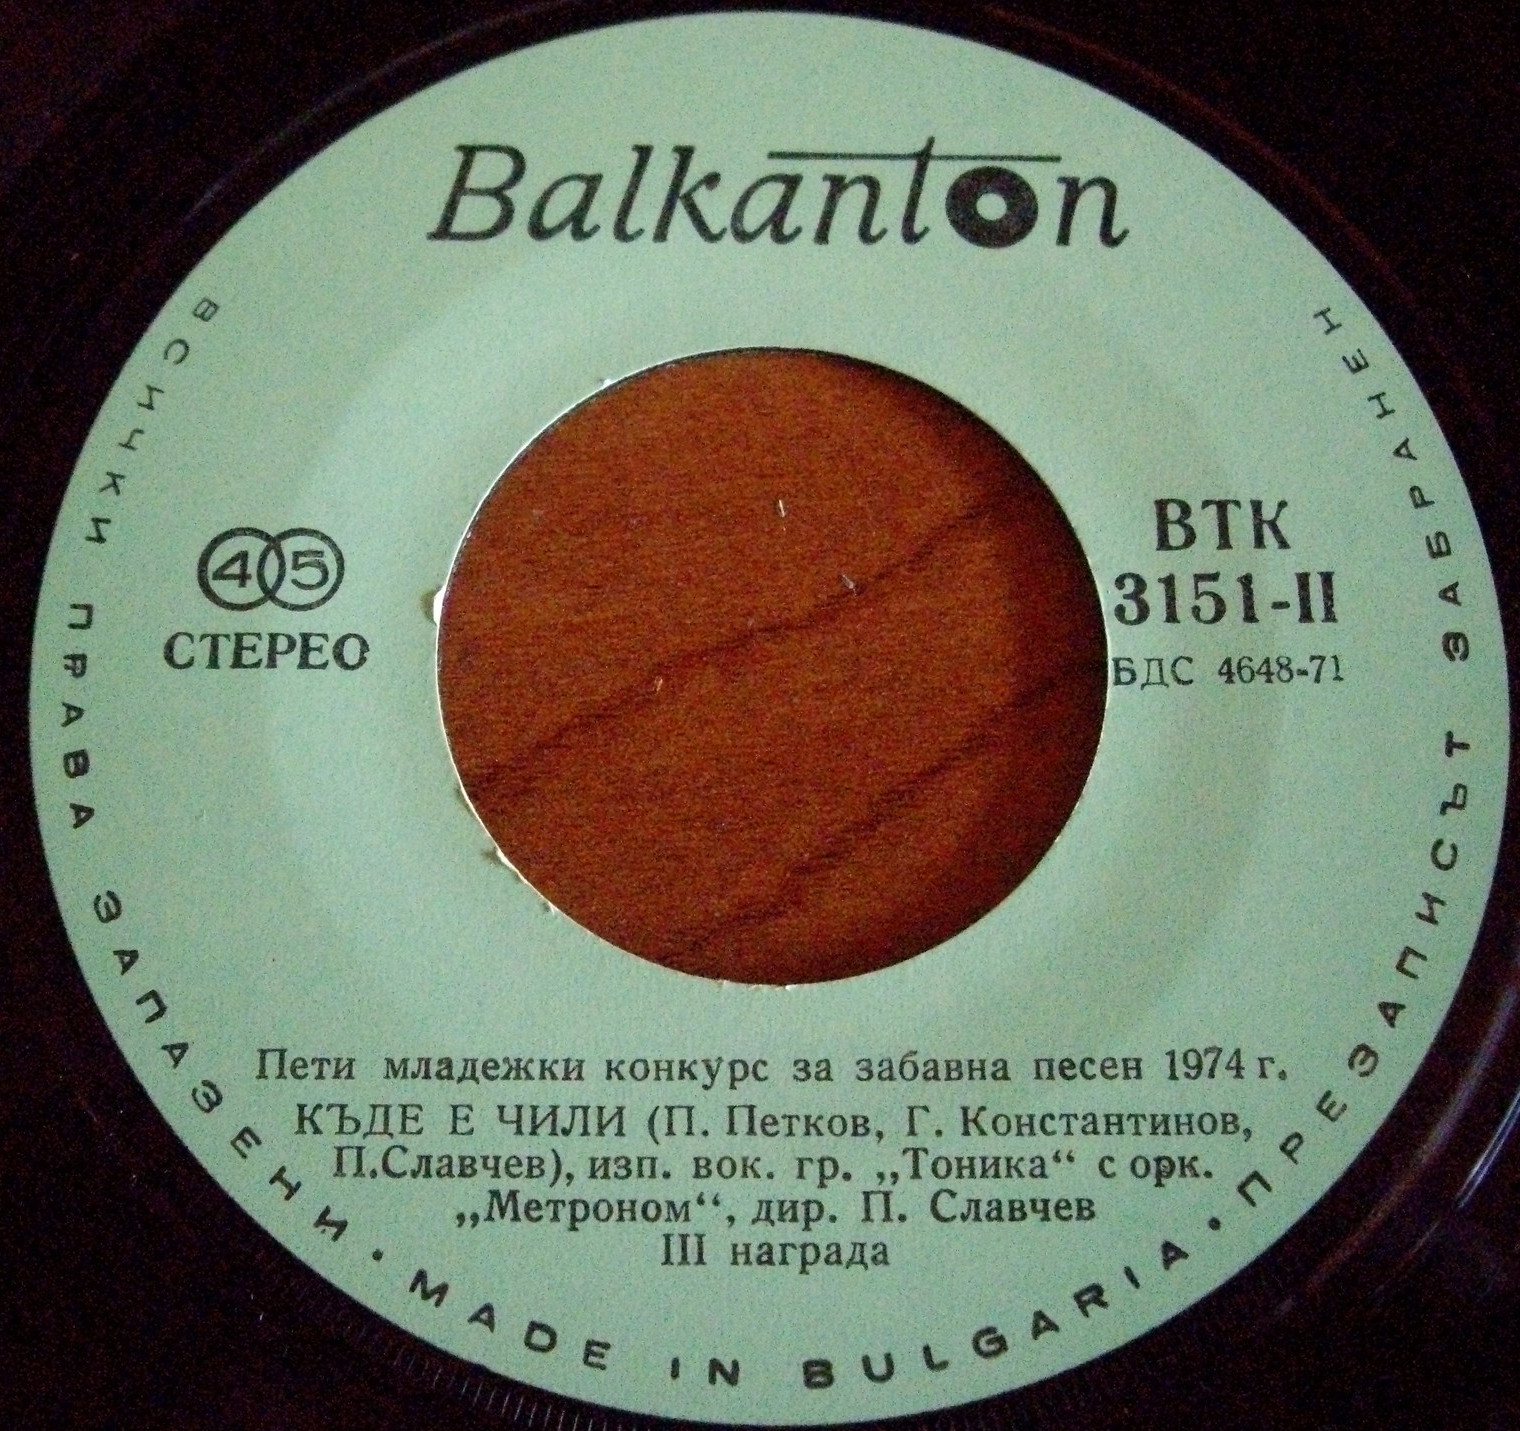 Balkanton
45
СТЕРЕО
ВТК
3151-II
БДС 4648-71
Пети младежки конкурс за забавна песен 1974 г.
КЪДЕ Е ЧИЛИ (П. Петков, Г. Константинов,
П.Славчев), изп. вок. гр. „Тоника“ с орк.
„Метроном“, дир. П. Славчев
III награда
ВСИЧКИ ПРАВА ЗАПАЗЕНИ • MADE IN BULGARIA • ПРЕЗАПИСЪТ ЗАБРАНЕН